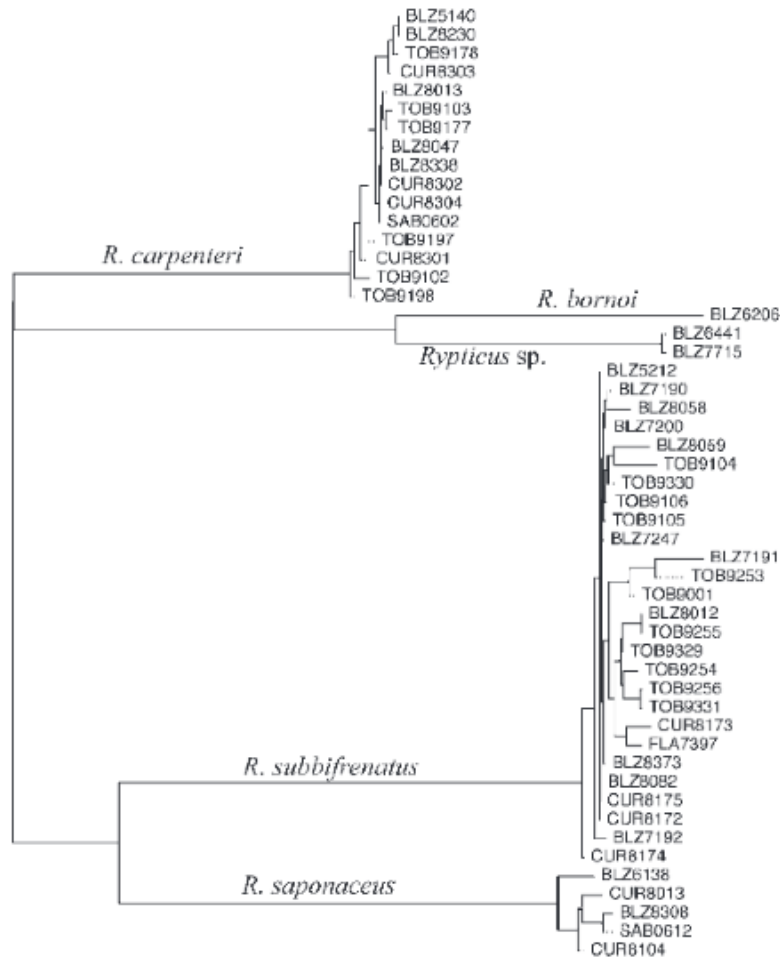 BLZ5140
BLZ8230
TOB9178
CUR8303
BLZ8013
TOB9103
TOB9177
BLZ8047
BLZ8338
CUR8302
CUR8304
SAB0602
TOB9197
R. carpenteri
CUR8301
TOB9102
TOB9198
R. bornoi
BLZ6206
BLZ6441
Rypticus sp.
BLZ7715
BLZ5212
BLZ7190
BLZ8058
BLZ7200
BLZ8059
TOB9104
TOB9330
TOB9106
TOB9105
BLZ7247
BLZ7191
TOB9253
TOB9001
BLZ8012
TOB9255
TOB9329
TOB9254
TOB9256
TOB9331
CUR8173
FLA7397
R. subbifrenatus
BLZ8373
BLZ8082
CUR8175
CUR8172
BLZ7192
CUR8174
BLZ6138
R. saponaceus
CUR8013
BLZ8308
SAB0612
CUR8104